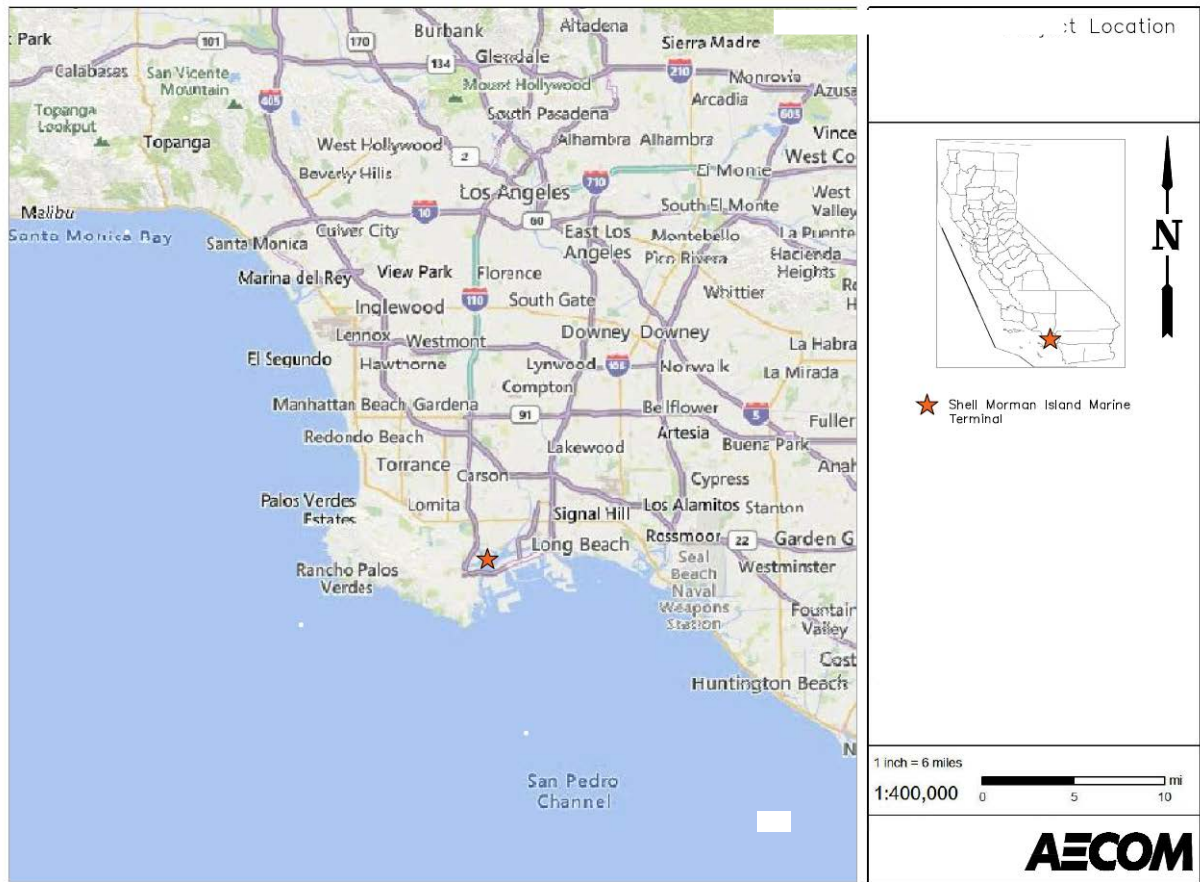 ct Location
Park
101
170
Burbank
Altadena
Sierra Madre
Calabasas
San Vicente
Mountain
134
Glendale
210
Monrovia
405
Mount Hollywood
Arcadia
Azusa
Topanga
Lookput
South Pasadena
605
Topanga
West Hollywood
2
Alhambra Alhambra
Vince
West Co
Beverly Hills
El Monte
Los Angeles
710
West
Valley
Malibu
10
60
South El Monte
Santa Monica Bay
Santa Monica
Culver City
East Los
Angeles
Montebello
La Puente
Marina del Rey
View Park
Florence
Pico Rivera
Hacienda
Heights
110
South Gate
Whittier
Inglewood
Lennox
Westmont
Downey Downey
La Habra
El Segundo
Hawthorne
Lynwood
105
Norwalk
La Mirada
Compton
Manhattan Beach
Gardena
91
Bellflower
5
Fuller
Redondo Beach
Artesia
Buena Park
Lakewood
Torrance
Carson
Anah
Cypress
Palos Verdes
Estates
Lomita
Signal Hill
Los Alamitos
Stanton
Long Beach
Rossmoor
22
Garden G
Rancho Palos
Verdes
Seal
Beach
Naval
Weapons
Station
Westminster
Fountain
Valley
Cost
Huntington Beach
N
San Pedro
Channel
N
Shell Morman Island Marine
Terminal
1 inch = 6 miles
1:400,000
mi
0 5 10
AECOM